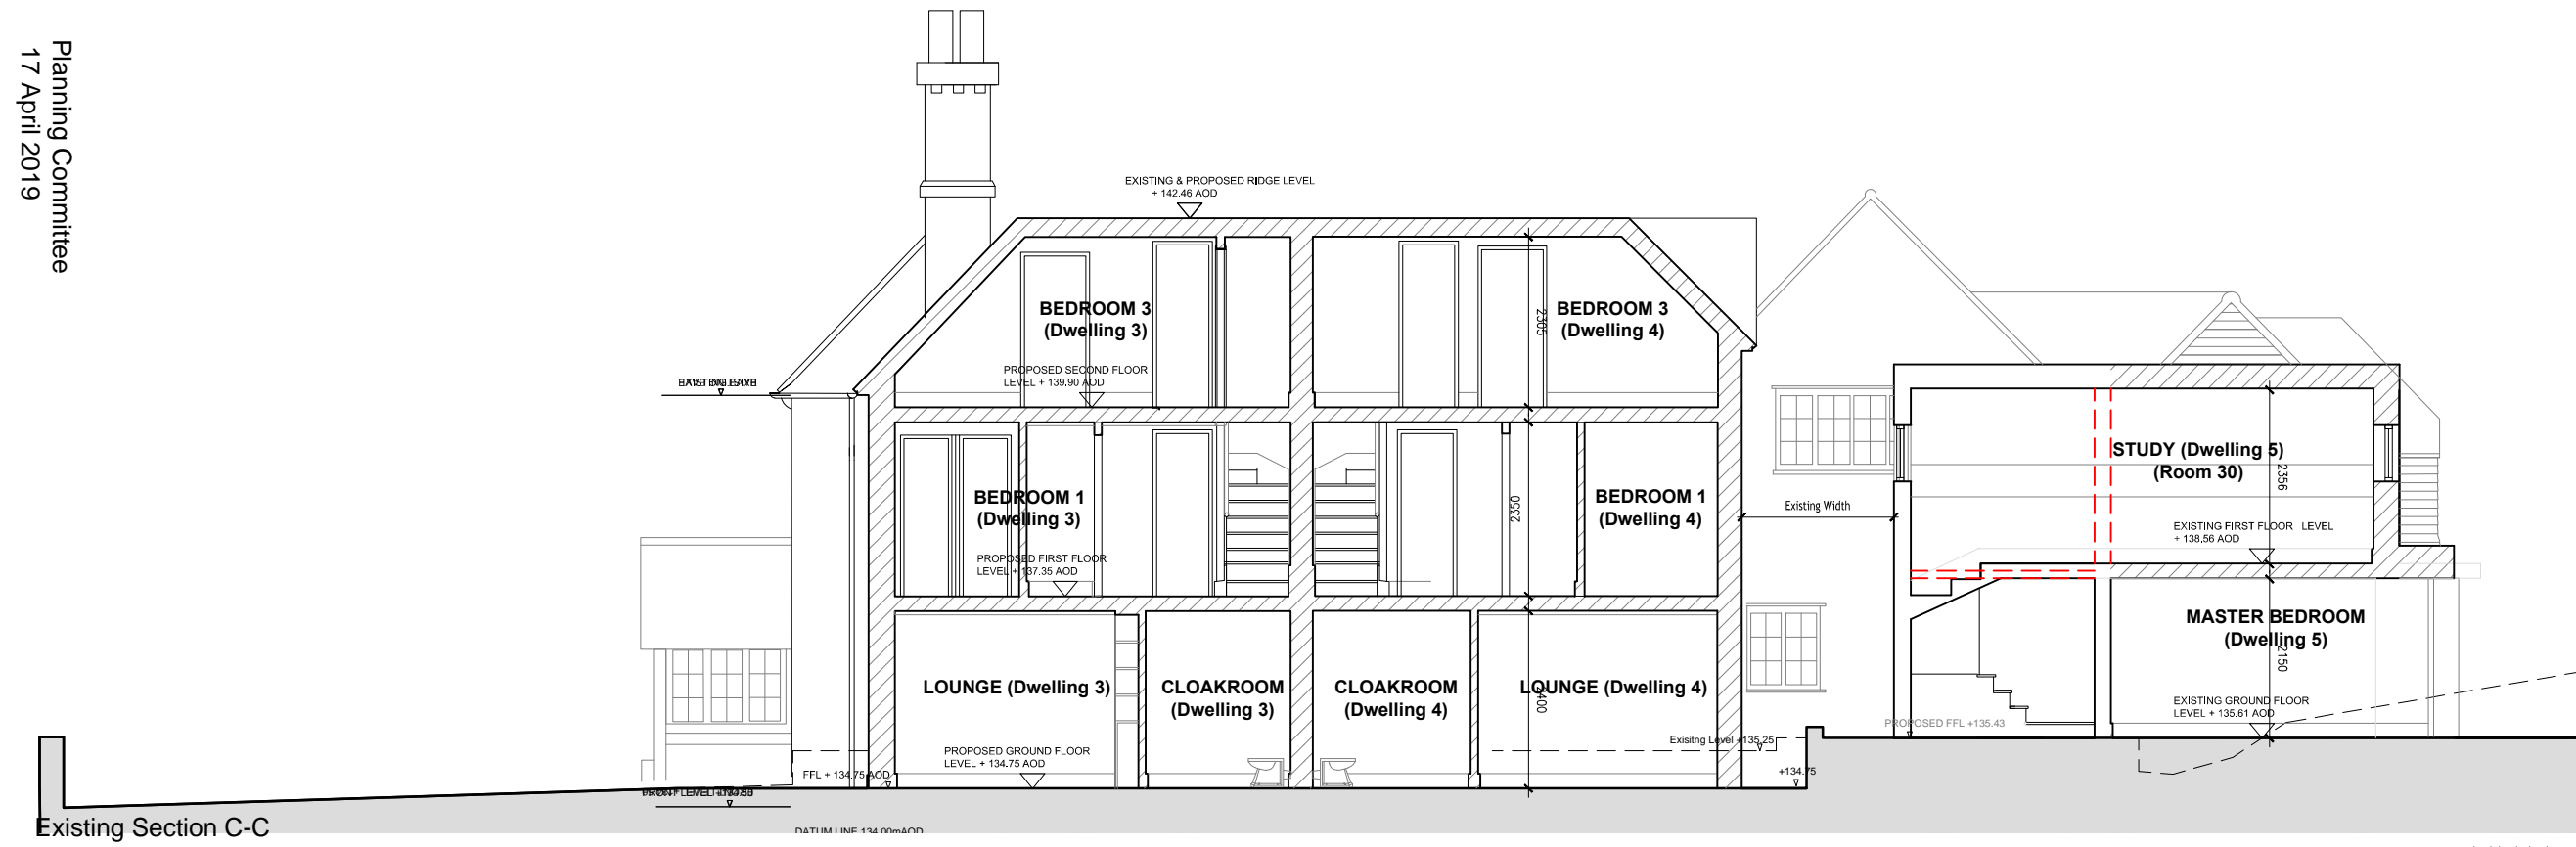 Planning Committee
17 April 2019
EXISTING & PROPOSED RIDGE LEVEL
+ 142.46 AOD
BEDROOM 3
(Dwelling 3)
BEDROOM 3
(Dwelling 4)
2305
PROPOSED SECOND FLOOR
LEVEL + 139.90 AOD
STUDY (Dwelling 5)
(Room 30)
2356
BEDROOM 1
(Dwelling 3)
2350
BEDROOM 1
(Dwelling 4)
Existing Width
EXISTING FIRST FLOOR LEVEL
+ 138,56 AOD
PROPOSED FIRST FLOOR
LEVEL + 137.35 AOD
MASTER BEDROOM
(Dwelling 5)
2150
LOUNGE (Dwelling 3)
CLOAKROOM
(Dwelling 3)
CLOAKROOM
(Dwelling 4)
LOUNGE (Dwelling 4)
2400
EXISTING GROUND FLOOR
LEVEL + 135.61 AOD
PROPOSED FFL +135.43
PROPOSED GROUND FLOOR
LEVEL + 134.75 AOD
Exisitng Level +135.25
FFL + 134.75 AOD
+134.75
Existing Section C-C
DATUM LINE 134.00mAOD